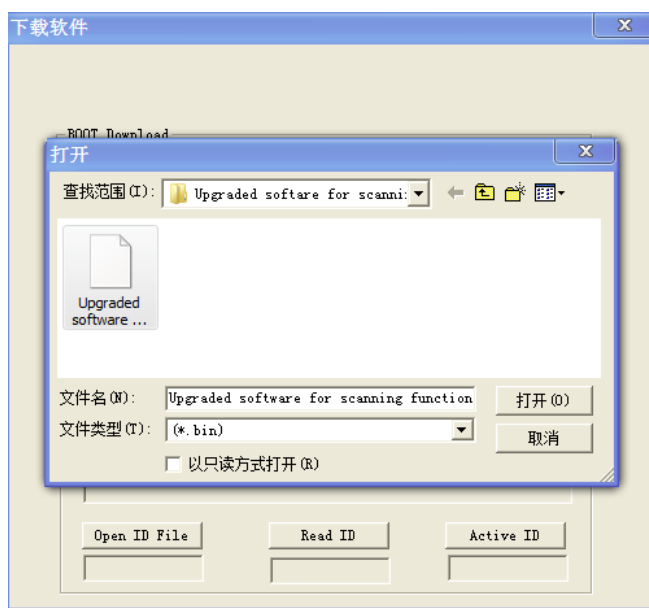 下载软件
BOOT Download
打开
查找范围(I):
Upgraded softare for scanni
Upgraded
software ...
文件名(N):
Upgraded software for scanning function
打开(O)
文件类型(T):
(*.bin)
取消
以只读方式打开(R)
Open ID File
Read ID
Active ID